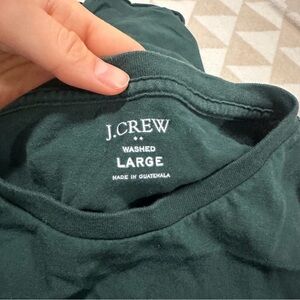 J.CREW
★★
WASHED
LARGE
MADE IN GUATEMALA